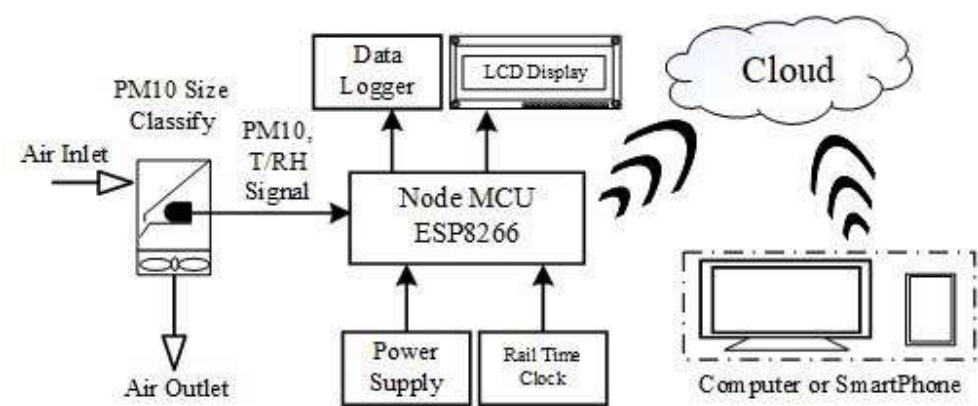 Data
Logger
LCD Display
Cloud
PM10 Size
Classify
PM10,
T/RH
Signal
Air Inlet
Node MCU
ESP8266
Power
Supply
Rail Time
Clock
Air Outlet
Computer or SmartPhone